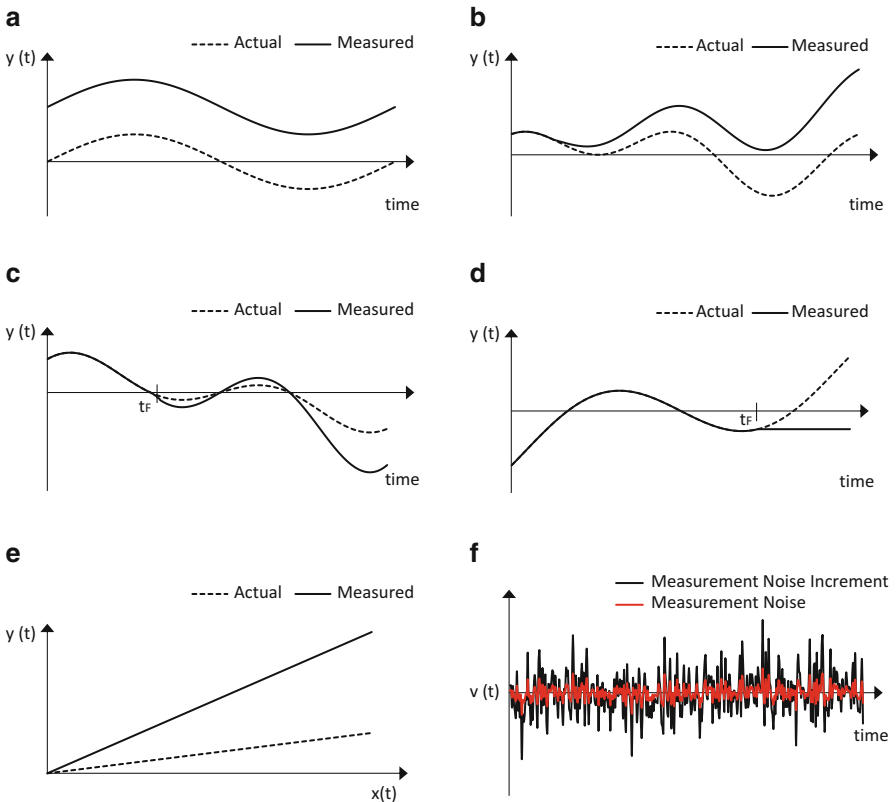 a
Actual Measured
y (t)
time
b
Actual Measured
y (t)
time
c
Actual Measured
y (t)
tF
time
d
Actual Measured
y (t)
tF
time
e
Actual Measured
y (t)
x(t)
f
Measurement Noise Increment
Measurement Noise
v (t)
time